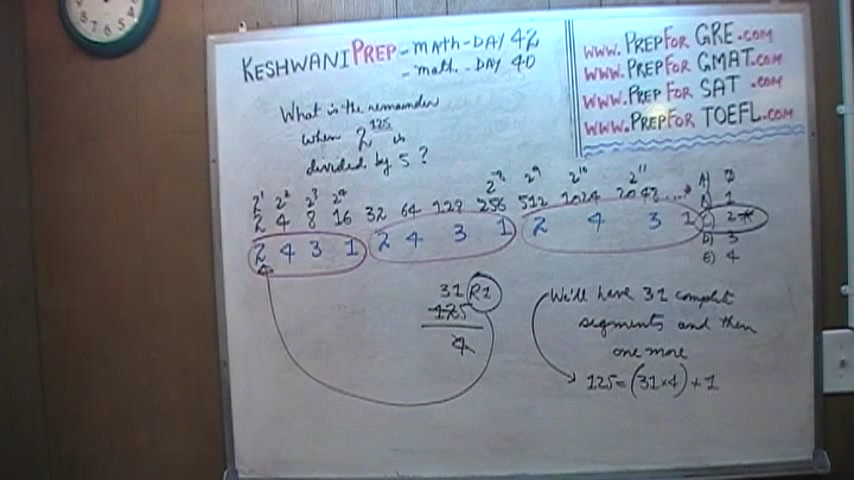 KESHWANI PREP - MATH - DAY 42
- math - DAY 40
www.PREPFOR GRE.com
www.PREPFOR GMAT.com
www.PREPFOR SAT.com
www.PREPFOR TOEFL.com
What is the remainder
when 2^125 is
divided by 5 ?
2^1 2^2 2^3 2^4 2^8 2^9 2^10 2^11
2 4 8 16 32 64 128 256 512 1024 2048 ....
2 4 3 1 2 4 3 1 2 4 3 1
A) 0
B) 1
C) 2 *
D) 3
E) 4
31 R1
125
4
We'll have 31 complete
segments and then
one more
125 = (31×4) + 1